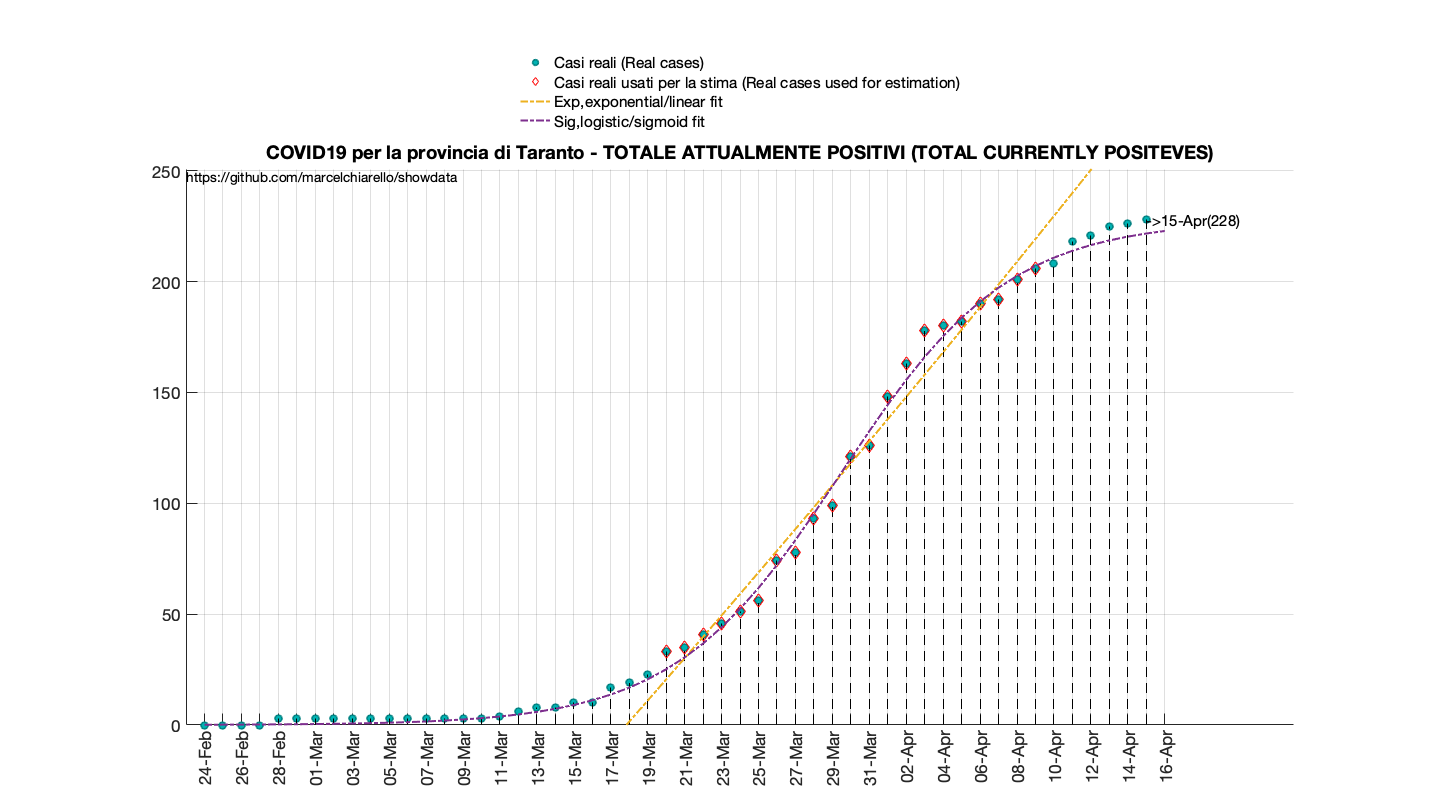 Casi reali (Real cases)
Casi reali usati per la stima (Real cases used for estimation)
Exp,exponential/linear fit
Sig,logistic/sigmoid fit
COVID19 per la provincia di Taranto - TOTALE ATTUALMENTE POSITIVI (TOTAL CURRENTLY POSITEVES)
https://github.com/marcelchiarello/showdata
250
200
150
100
50
0
->15-Apr(228)
24-Feb
26-Feb
28-Feb
01-Mar
03-Mar
05-Mar
07-Mar
09-Mar
11-Mar
13-Mar
15-Mar
17-Mar
19-Mar
21-Mar
23-Mar
25-Mar
27-Mar
29-Mar
31-Mar
02-Apr
04-Apr
06-Apr
08-Apr
10-Apr
12-Apr
14-Apr
16-Apr